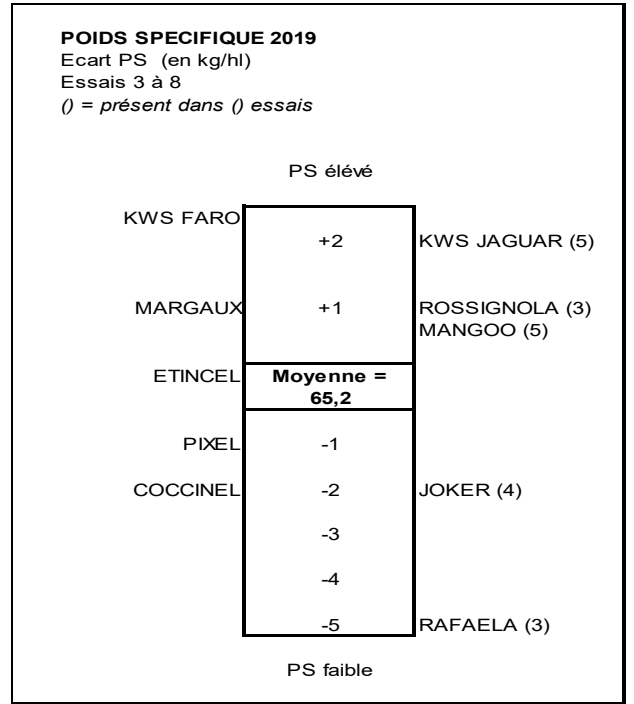 POIDS SPECIFIQUE 2019
Ecart PS (en kg/hl)
Essais 3 à 8
() = présent dans () essais
PS élévé
KWS FARO
+2 KWS JAGUAR (5)
MARGAUX +1 ROSSIGNOLA (3)
MANGOO (5)
ETINCEL Moyenne =
65,2
PIXEL -1
COCCINEL -2 JOKER (4)
-3
-4
-5 RAFAELA (3)
PS faible